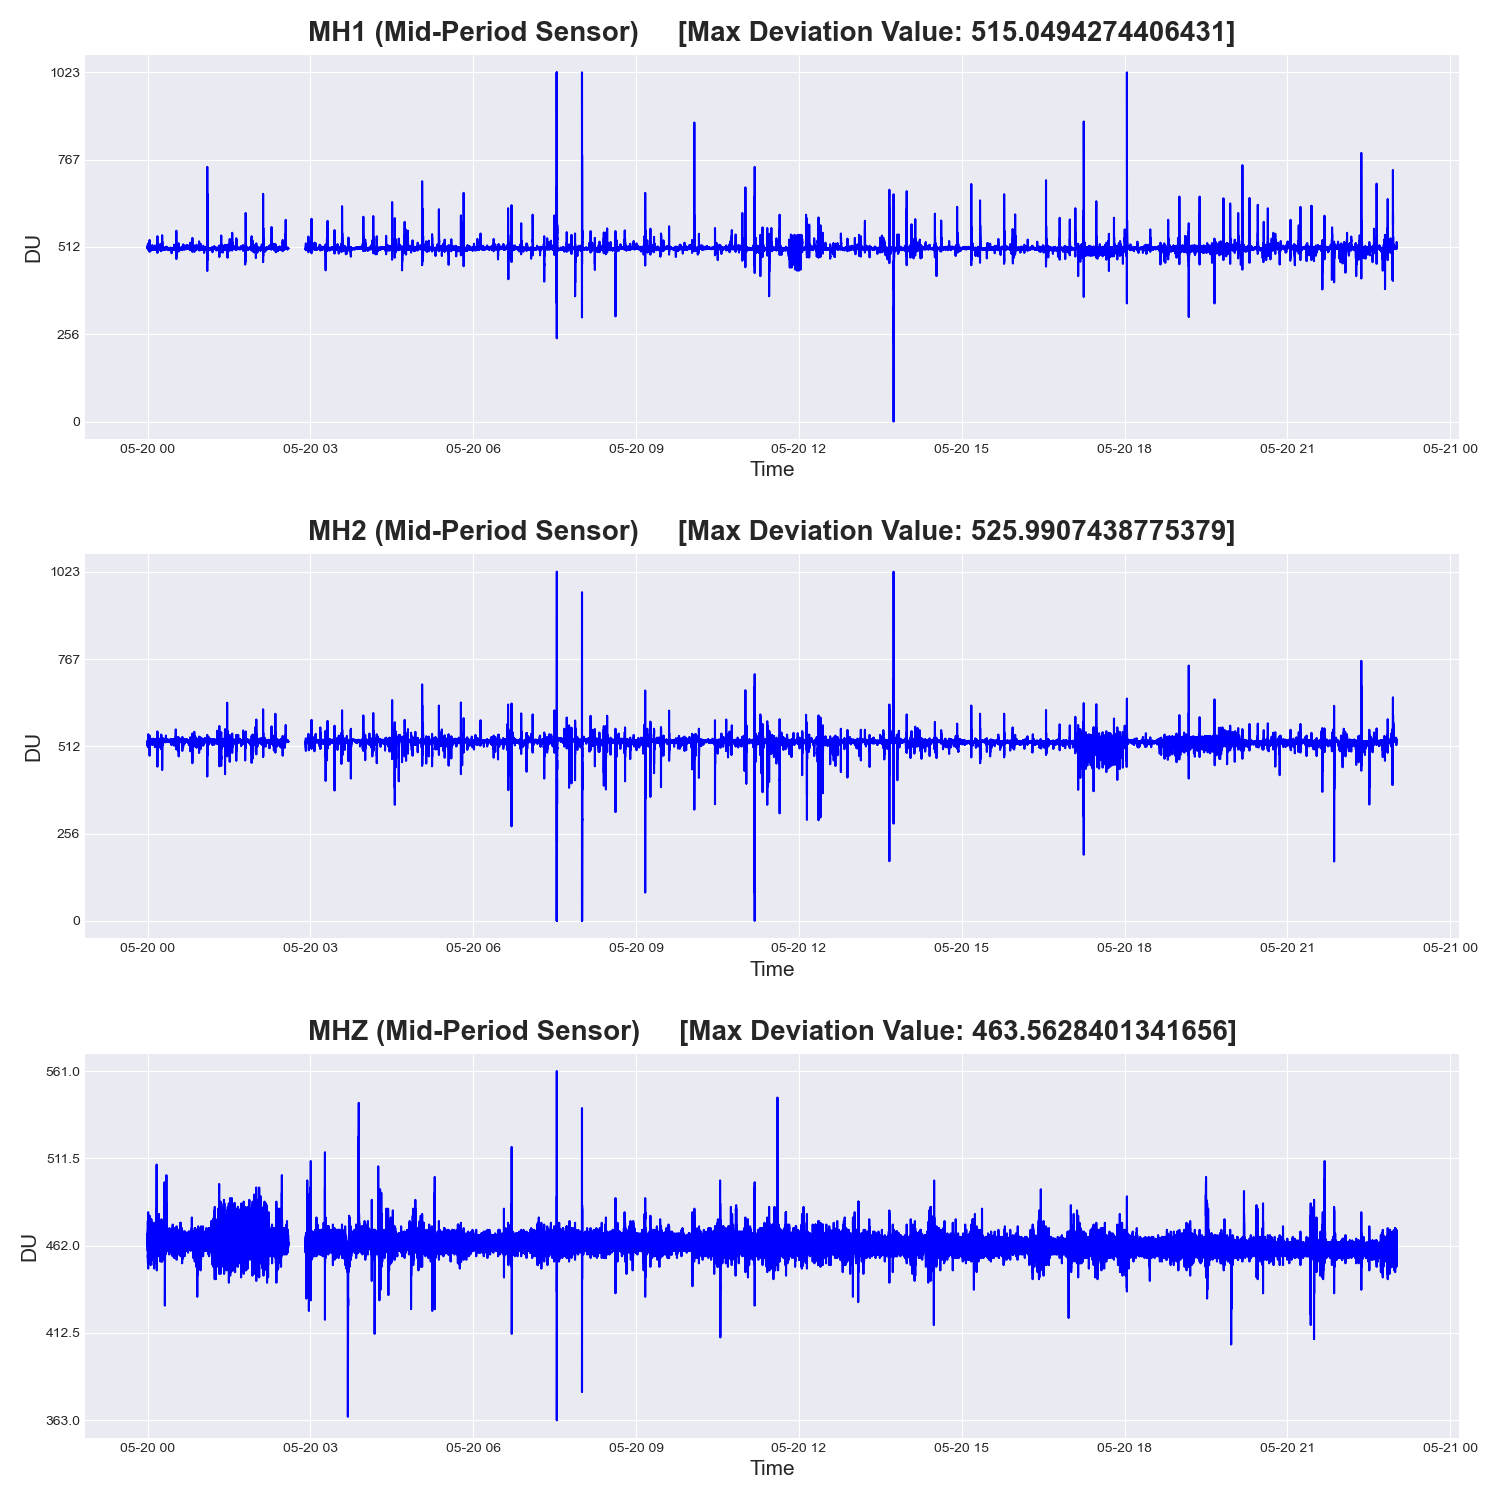 MH1 (Mid-Period Sensor) [Max Deviation Value: 515.0494274406431]
1023
767
512
256
0
DU
05-20 00 05-20 03 05-20 06 05-20 09 05-20 12 05-20 15 05-20 18 05-20 21 05-21 00
Time
MH2 (Mid-Period Sensor) [Max Deviation Value: 525.9907438775379]
1023
767
512
256
0
DU
05-20 00 05-20 03 05-20 06 05-20 09 05-20 12 05-20 15 05-20 18 05-20 21 05-21 00
Time
MHZ (Mid-Period Sensor) [Max Deviation Value: 463.5628401341656]
561.0
511.5
462.0
412.5
363.0
DU
05-20 00 05-20 03 05-20 06 05-20 09 05-20 12 05-20 15 05-20 18 05-20 21 05-21 00
Time